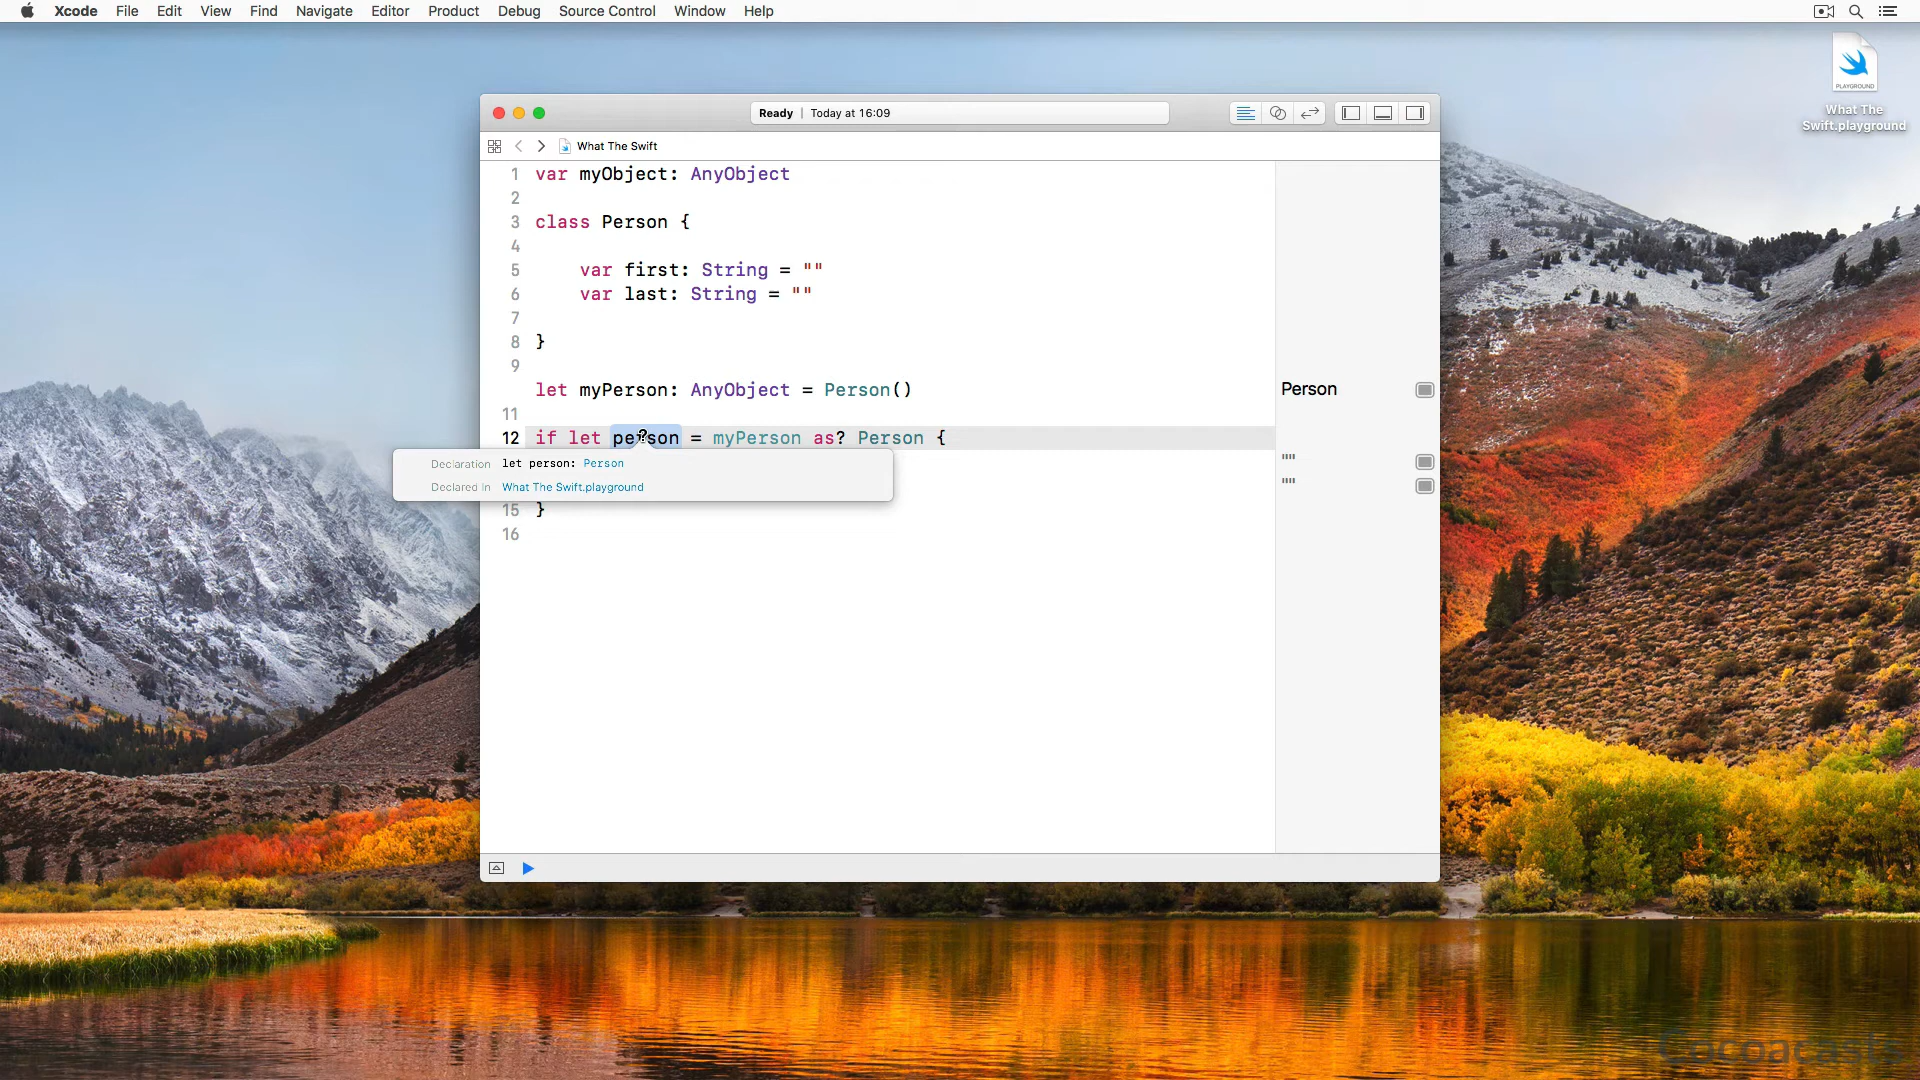 Xcode File Edit View Find Navigate Editor Product Debug Source Control Window Help
PLAYGROUND
What The
Swift.playground
Ready | Today at 16:09
What The Swift
1 var myObject: AnyObject
2
3 class Person {
4
5 var first: String = ""
6 var last: String = ""
7
8 }
9
let myPerson: AnyObject = Person()
Person
11
12 if let person = myPerson as? Person {
Declaration let person: Person
""
Declared in What The Swift.playground
""
15 }
16
Cocoacasts